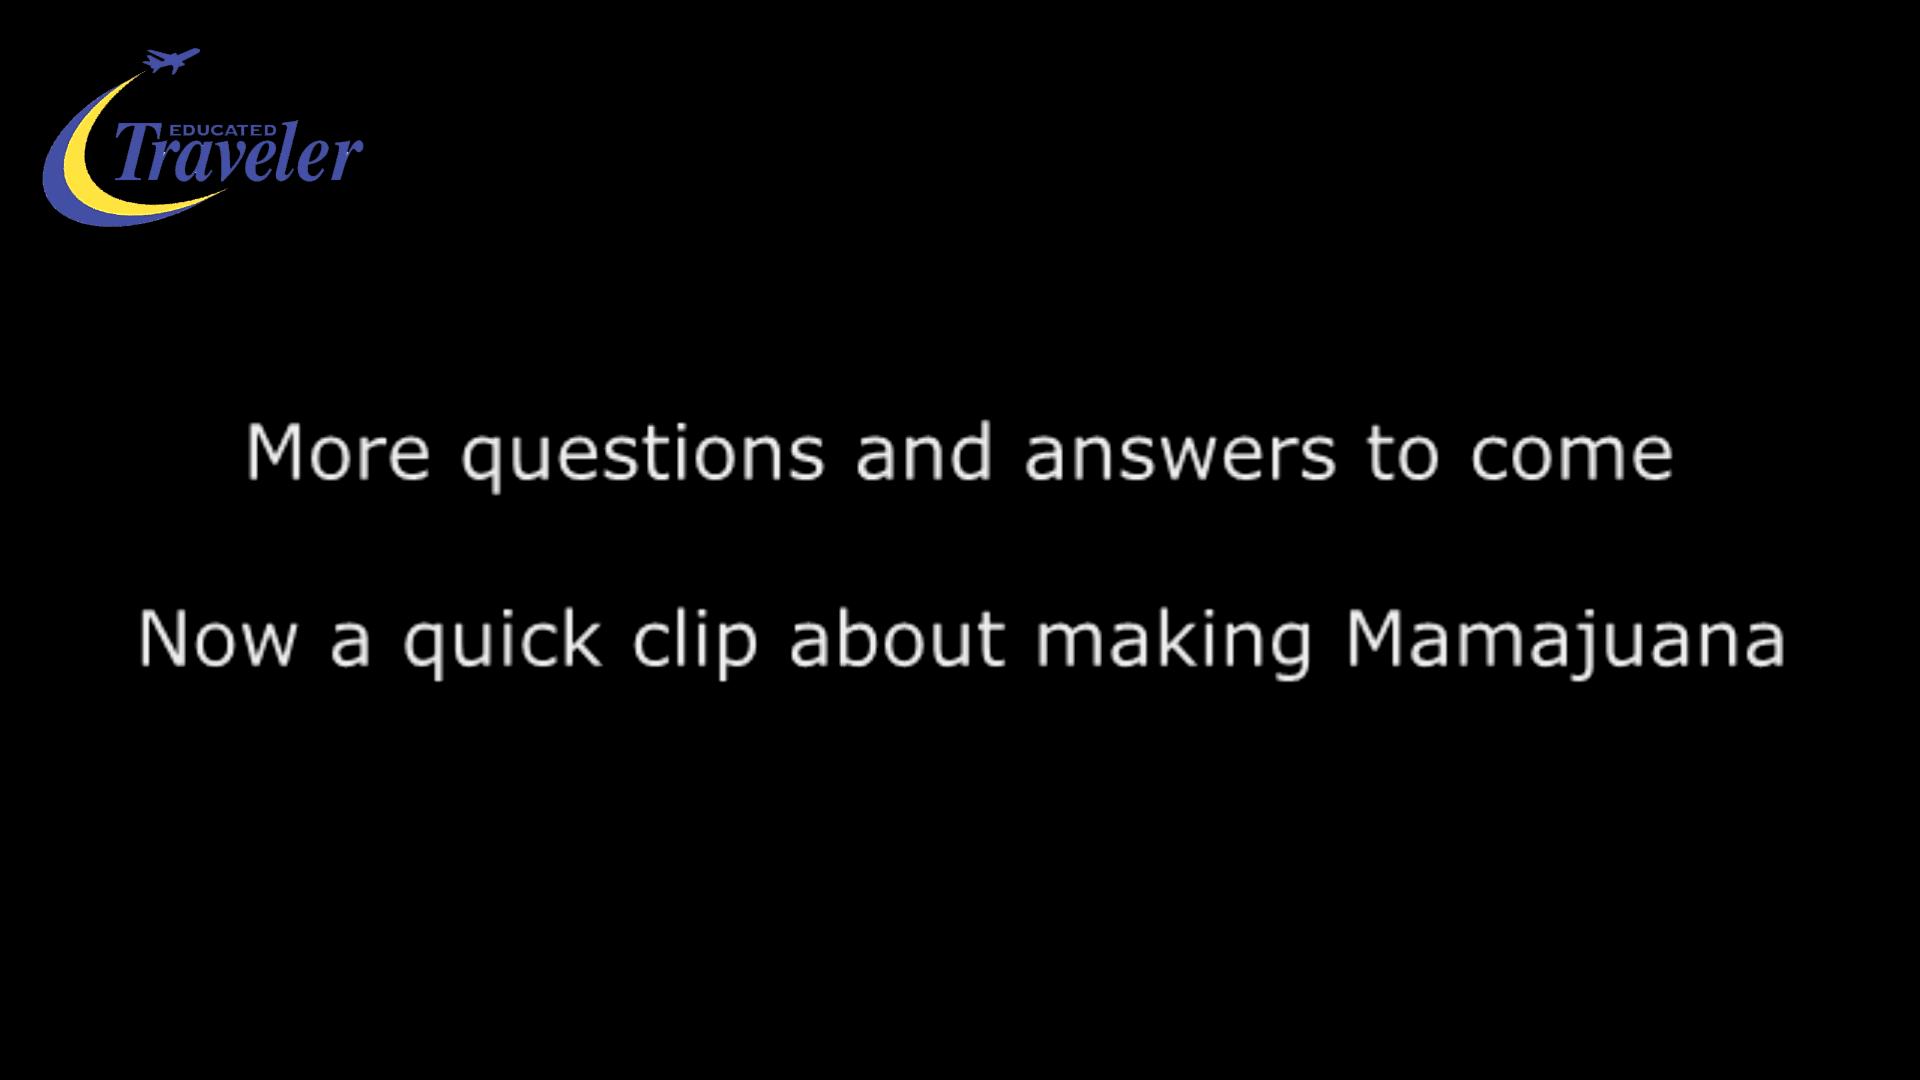 EDUCATED
Traveler
More questions and answers to come
Now a quick clip about making Mamajuana